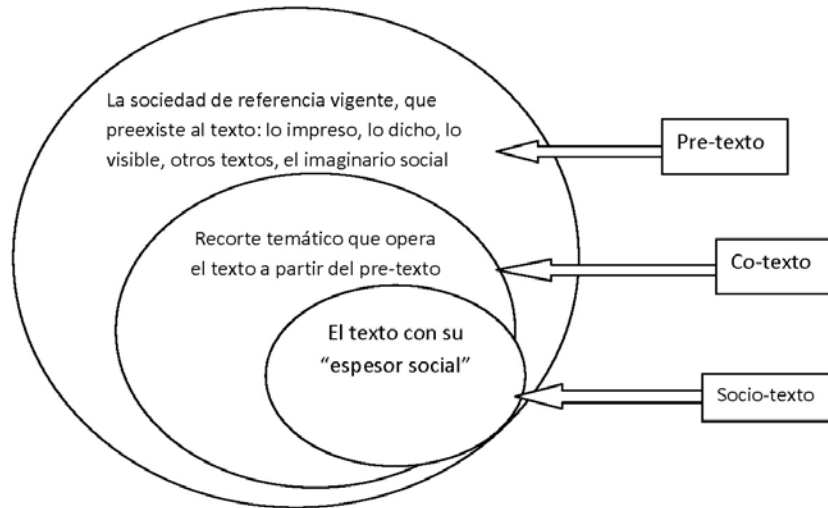 La sociedad de referencia vigente, que
preexiste al texto: lo impreso, lo dicho, lo
visible, otros textos, el imaginario social
Pre-texto
Recorte temático que opera
el texto a partir del pre-texto
Co-texto
El texto con su
“espesor social”
Socio-texto